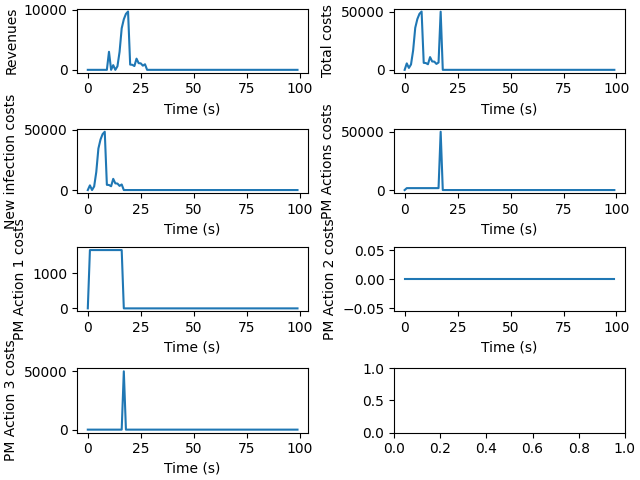 Revenues
10000
0
0 25 50 75 100
Time (s)
Total costs
50000
0
0 25 50 75 100
Time (s)
New infection costs
50000
0
0 25 50 75 100
Time (s)
PM Actions costs
50000
0
0 25 50 75 100
Time (s)
PM Action 1 costs
1000
0
0 25 50 75 100
Time (s)
PM Action 2 costs
0.05
0.00
−0.05
0 25 50 75 100
Time (s)
PM Action 3 costs
50000
0
0 25 50 75 100
Time (s)
1.0
0.5
0.0
0.0 0.2 0.4 0.6 0.8 1.0